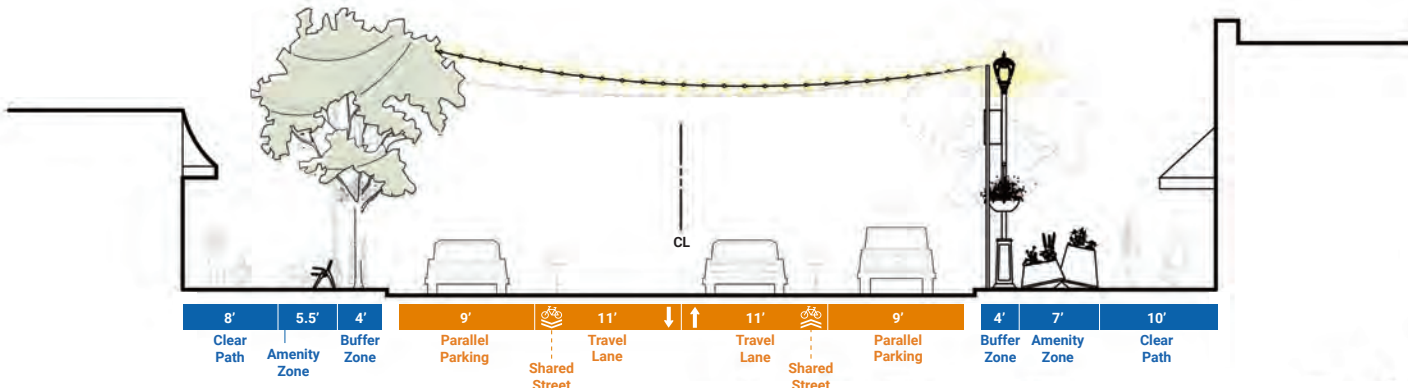 CL
8’ 5.5’ 4’ 9’ 11’ 11’ 9’ 4’ 7’ 10’
Clear
Path
Amenity
Zone
Buffer
Zone
Parallel
Parking
Shared
Street
Travel
Lane
Travel
Lane
Shared
Street
Parallel
Parking
Buffer
Zone
Amenity
Zone
Clear
Path